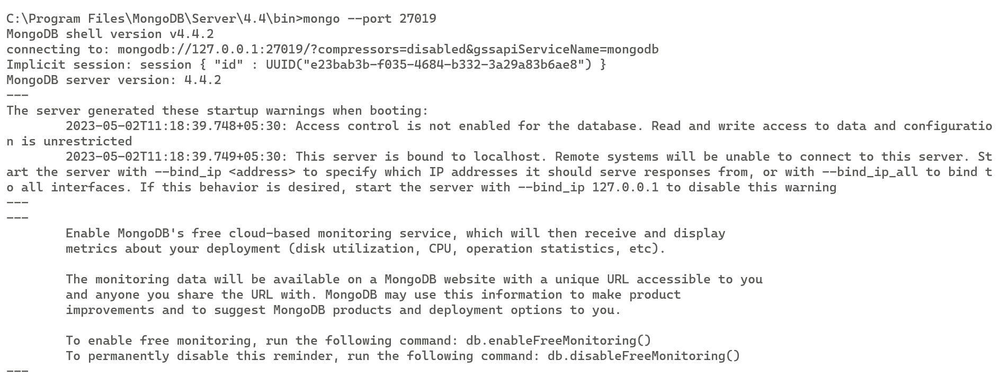 C:\Program Files\MongoDB\Server\4.4\bin>mongo --port 27019
MongoDB shell version v4.4.2
connecting to: mongodb://127.0.0.1:27019/?compressors=disabled&gssapiServiceName=mongodb
Implicit session: session { "id" : UUID("e23bab3b-f035-4684-b332-3a29a83b6ae8") }
MongoDB server version: 4.4.2
---
The server generated these startup warnings when booting:
        2023-05-02T11:18:39.748+05:30: Access control is not enabled for the database. Read and write access to data and configuratio
n is unrestricted
        2023-05-02T11:18:39.749+05:30: This server is bound to localhost. Remote systems will be unable to connect to this server. St
art the server with --bind_ip <address> to specify which IP addresses it should serve responses from, or with --bind_ip_all to bind t
o all interfaces. If this behavior is desired, start the server with --bind_ip 127.0.0.1 to disable this warning
---
---
        Enable MongoDB's free cloud-based monitoring service, which will then receive and display
        metrics about your deployment (disk utilization, CPU, operation statistics, etc).

        The monitoring data will be available on a MongoDB website with a unique URL accessible to you
        and anyone you share the URL with. MongoDB may use this information to make product
        improvements and to suggest MongoDB products and deployment options to you.

        To enable free monitoring, run the following command: db.enableFreeMonitoring()
        To permanently disable this reminder, run the following command: db.disableFreeMonitoring()
---